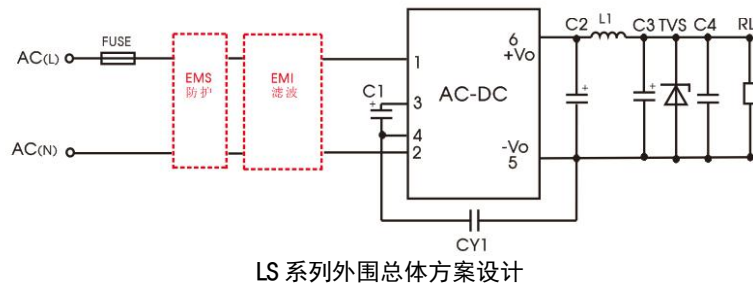 FUSE
AC(L)
EMS
防护
EMI
滤波
1
C1
+
3
4
2
AC-DC
6
+Vo
-Vo
5
C2
L1
C3
TVS
C4
RL
+
+
AC(N)
CY1
LS 系列外围总体方案设计